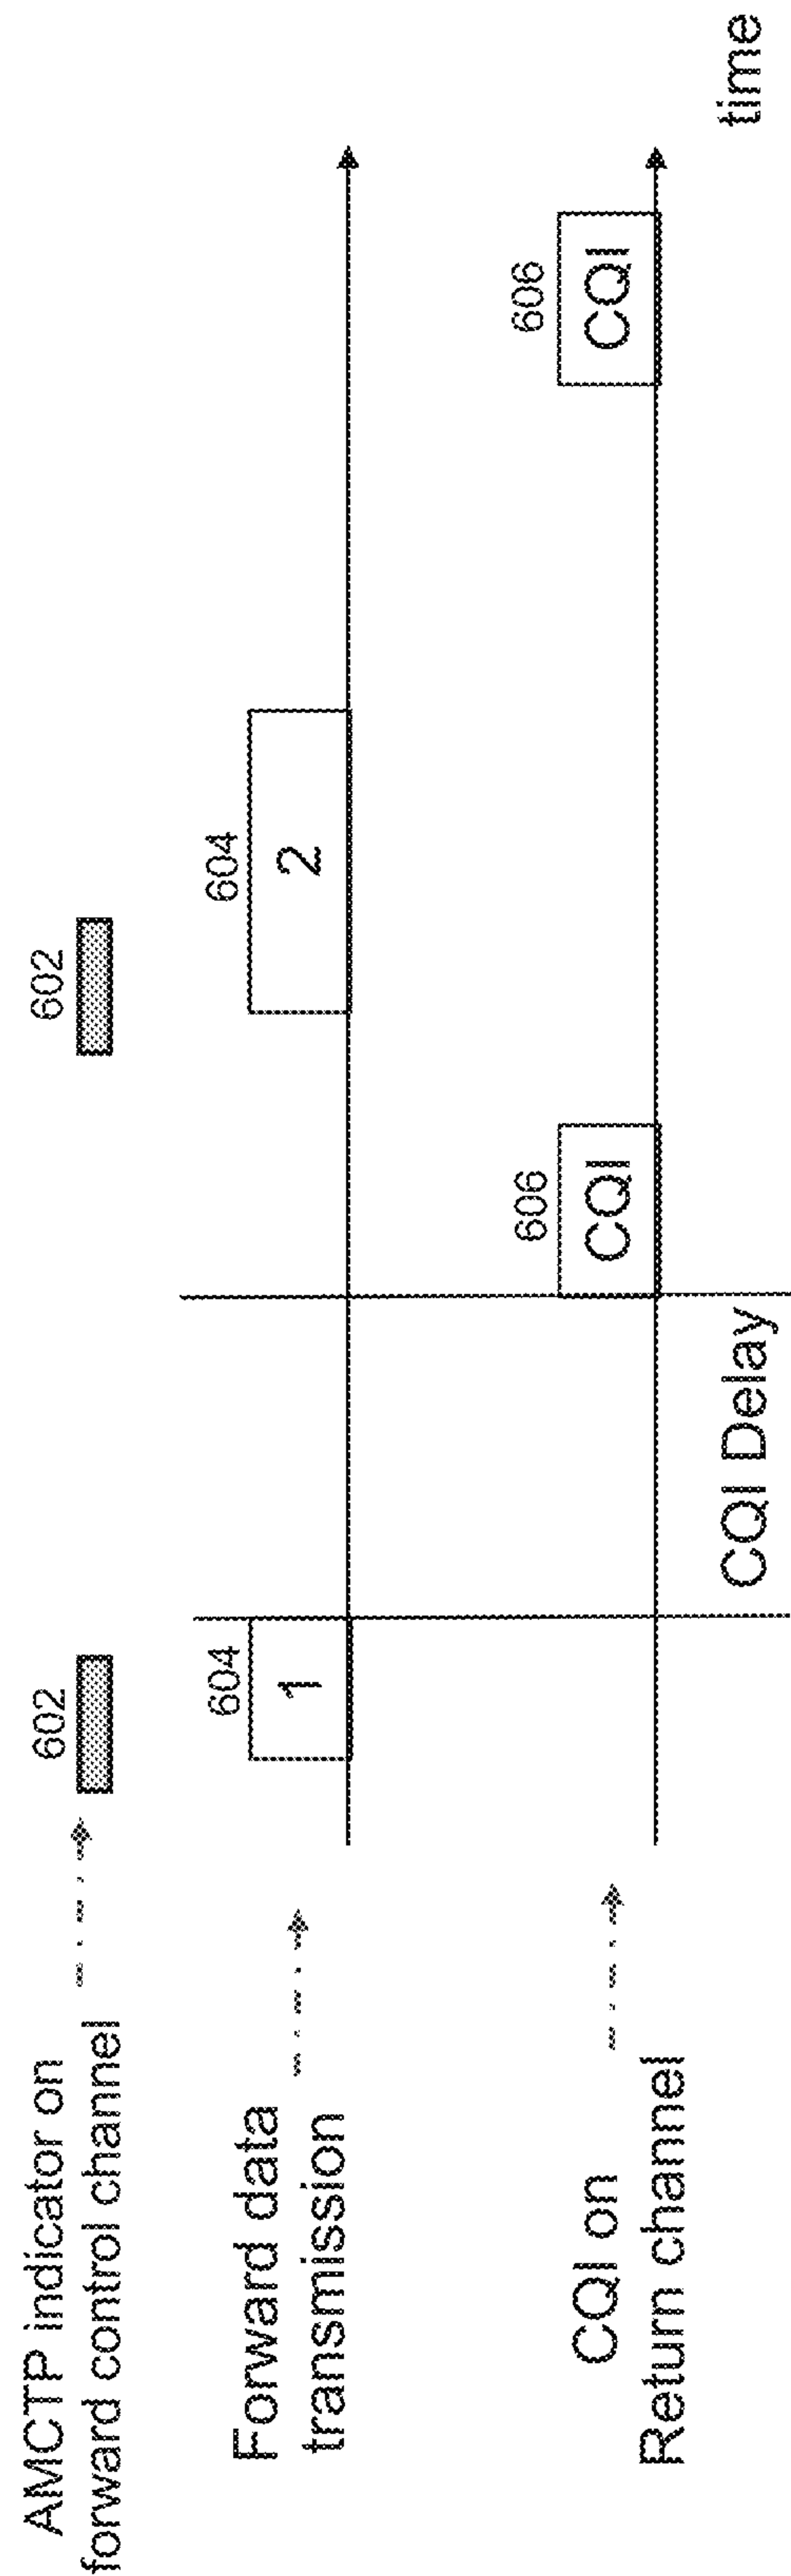 AMCTP indicator on
forward control channel
602
602
Forward data
transmission
604
1
604
2
CQI on
Return channel
606
CQI
606
CQI
CQI Delay
time